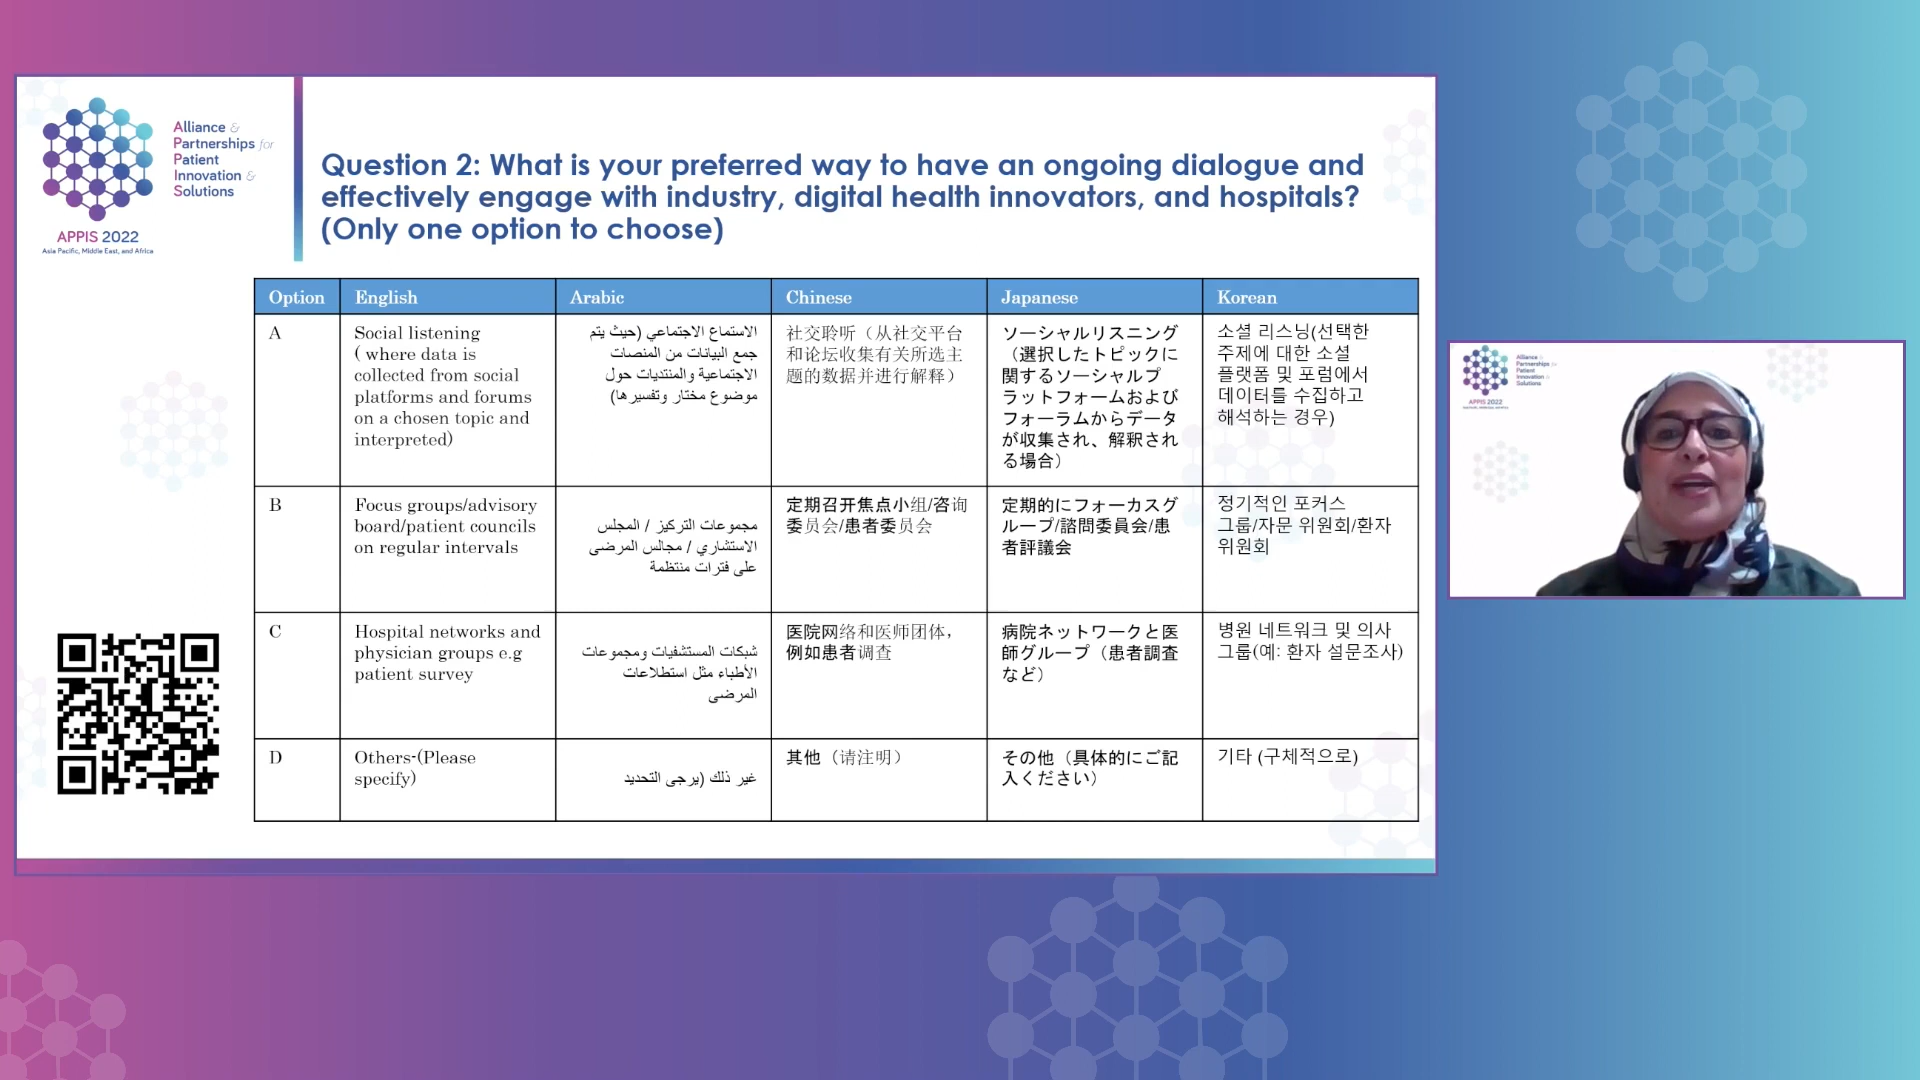 Alliance &
Partnerships for
Patient
Innovation &
Solutions
APPIS 2022
Asia Pacific, Middle East, and Africa
Question 2: What is your preferred way to have an ongoing dialogue and
effectively engage with industry, digital health innovators, and hospitals?
(Only one option to choose)
Option
English
Arabic
Chinese
Japanese
Korean
A
Social listening
( where data is
collected from social
platforms and forums
on a chosen topic and
interpreted)
الاستماع الاجتماعي (حيث يتم
جمع البيانات من المنصات
الاجتماعية والمنتديات حول
موضوع مختار وتفسيرها)
社交聆听（从社交平台
和论坛收集有关所选主
题的数据并进行解释）
ソーシャルリスニング
（選択したトピックに
関するソーシャルプ
ラットフォームおよび
フォーラムからデータ
が収集され、解釈され
る場合）
소셜 리스닝(선택한
주제에 대한 소셜
플랫폼 및 포럼에서
데이터를 수집하고
해석하는 경우)
B
Focus groups/advisory
board/patient councils
on regular intervals
مجموعات التركيز / المجلس
الاستشاري / مجالس المرضى
على فترات منتظمة
定期召开焦点小组/咨询
委员会/患者委员会
定期的にフォーカスグ
ループ/諮問委員会/患
者評議会
정기적인 포커스
그룹/자문 위원회/환자
위원회
C
Hospital networks and
physician groups e.g
patient survey
شبكات المستشفيات ومجموعات
الأطباء مثل استطلاعات
المرضى
医院网络和医师团体，
例如患者调查
病院ネットワークと医
師グループ（患者調査
など）
병원 네트워크 및 의사
그룹(예: 환자 설문조사)
D
Others-(Please
specify)
غير ذلك (يرجى التحديد
其他（请注明）
その他（具体的にご記
入ください）
기타 (구체적으로)
Alliance &
Partnerships for
Patient
Innovation &
Solutions
APPIS 2022